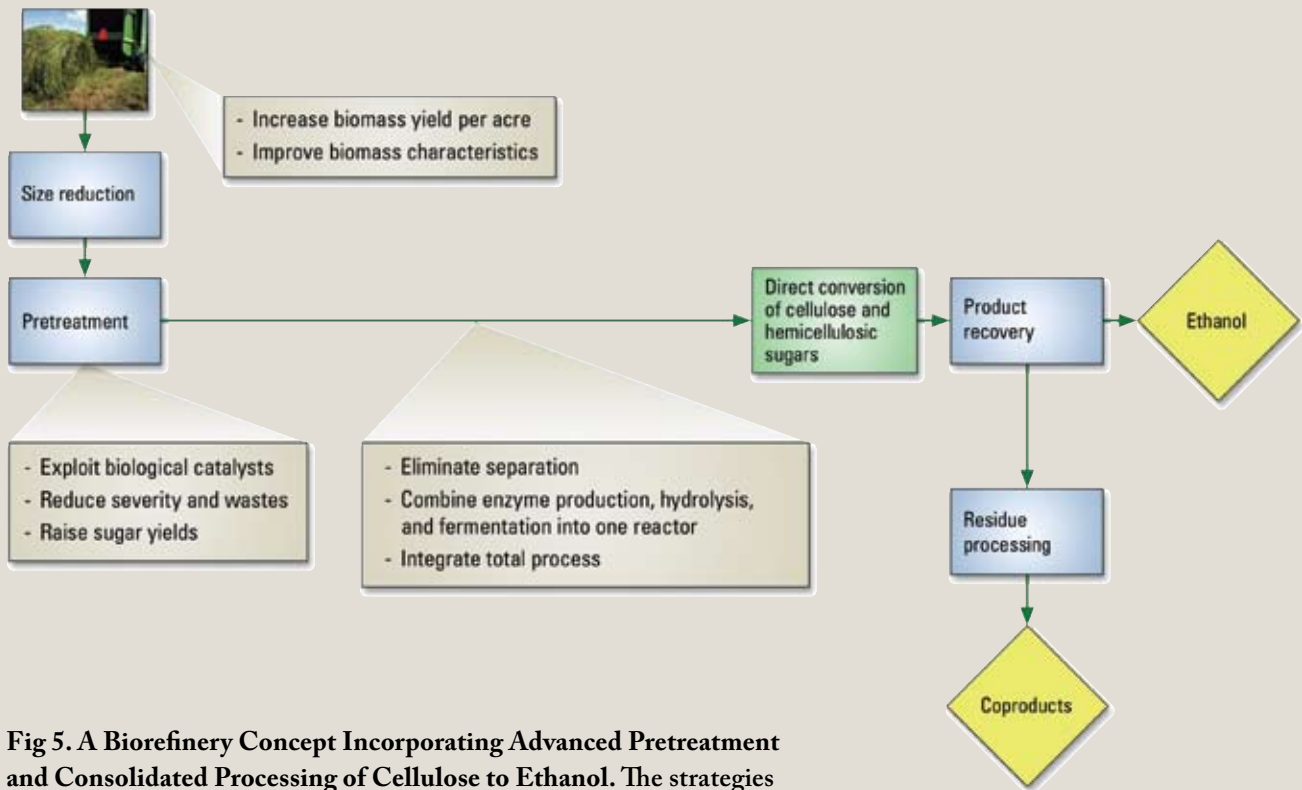 - Increase biomass yield per acre
- Improve biomass characteristics
Size reduction
Pretreatment
Direct conversion
of cellulose and
hemicellulosic
sugars
Product
recovery
Ethanol
- Exploit biological catalysts
- Reduce severity and wastes
- Raise sugar yields
- Eliminate separation
- Combine enzyme production, hydrolysis,
and fermentation into one reactor
- Integrate total process
Residue
processing
Coproducts
Fig 5. A Biorefinery Concept Incorporating Advanced Pretreatment
and Consolidated Processing of Cellulose to Ethanol. The strategies